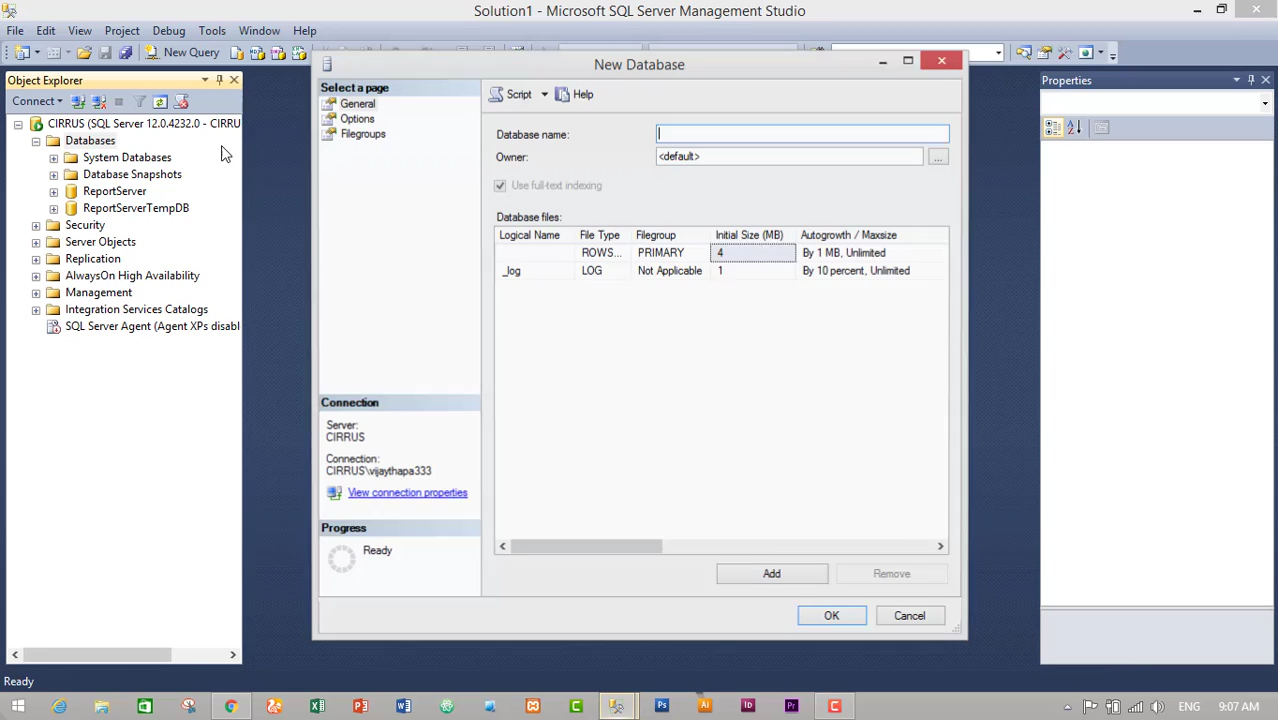 Solution1 - Microsoft SQL Server Management Studio
File Edit View Project Debug Tools Window Help
New Query
Object Explorer
Connect
CIRRUS (SQL Server 12.0.4232.0 - CIRRU
Databases
System Databases
Database Snapshots
ReportServer
ReportServerTempDB
Security
Server Objects
Replication
AlwaysOn High Availability
Management
Integration Services Catalogs
SQL Server Agent (Agent XPs disabl
New Database
Select a page
General
Options
Filegroups
Script Help
Database name:
Owner: <default> ...
Use full-text indexing
Database files:
Logical Name File Type Filegroup Initial Size (MB) Autogrowth / Maxsize
ROWS... PRIMARY 4 By 1 MB, Unlimited
_log LOG Not Applicable 1 By 10 percent, Unlimited
Connection
Server:
CIRRUS
Connection:
CIRRUS\vijaythapa333
View connection properties
Progress
Ready
Add Remove
OK Cancel
Properties
Ready
ENG 9:07 AM